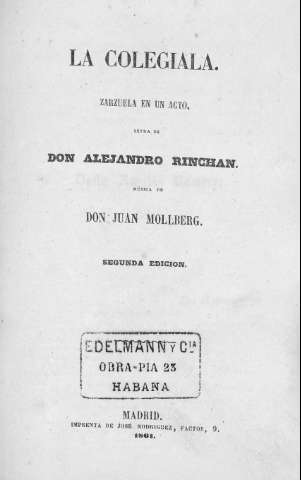 LA COLEGIALA.
ZARZUELA EN UN ACTO,
LETRA DE
DON ALEJANDRO RINCHAN.
MÚSICA DE
DON JUAN MOLLBERG.
SEGUNDA EDICION.
EDELMANN Y Cᴵᴬ
OBRA-PIA 23
HABANA
MADRID.
IMPRENTA DE JOSÉ RODRIGUEZ, FACTOR, 9.
1861.